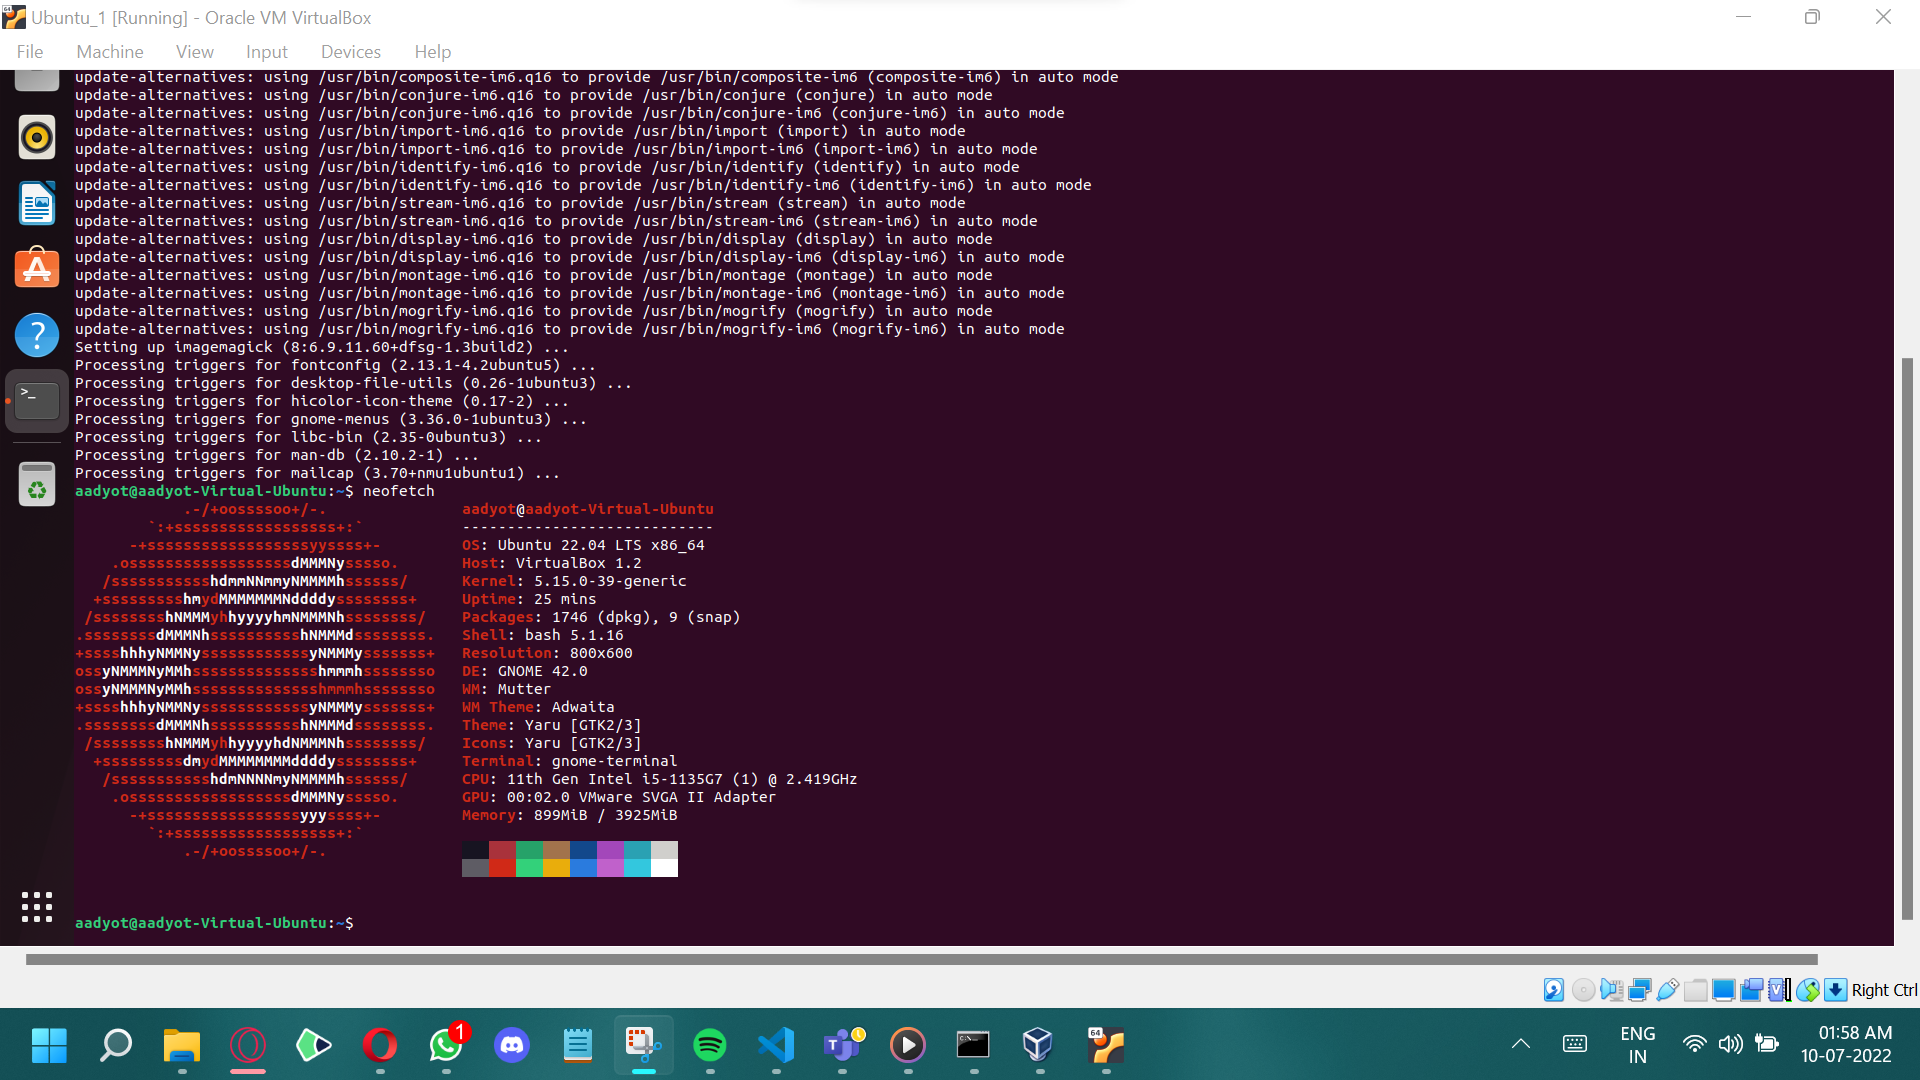 Ubuntu_1 [Running] - Oracle VM VirtualBox
File Machine View Input Devices Help
update-alternatives: using /usr/bin/composite-im6.q16 to provide /usr/bin/composite-im6 (composite-im6) in auto mode
update-alternatives: using /usr/bin/conjure-im6.q16 to provide /usr/bin/conjure (conjure) in auto mode
update-alternatives: using /usr/bin/conjure-im6.q16 to provide /usr/bin/conjure-im6 (conjure-im6) in auto mode
update-alternatives: using /usr/bin/import-im6.q16 to provide /usr/bin/import (import) in auto mode
update-alternatives: using /usr/bin/import-im6.q16 to provide /usr/bin/import-im6 (import-im6) in auto mode
update-alternatives: using /usr/bin/identify-im6.q16 to provide /usr/bin/identify (identify) in auto mode
update-alternatives: using /usr/bin/identify-im6.q16 to provide /usr/bin/identify-im6 (identify-im6) in auto mode
update-alternatives: using /usr/bin/stream-im6.q16 to provide /usr/bin/stream (stream) in auto mode
update-alternatives: using /usr/bin/stream-im6.q16 to provide /usr/bin/stream-im6 (stream-im6) in auto mode
update-alternatives: using /usr/bin/display-im6.q16 to provide /usr/bin/display (display) in auto mode
update-alternatives: using /usr/bin/display-im6.q16 to provide /usr/bin/display-im6 (display-im6) in auto mode
update-alternatives: using /usr/bin/montage-im6.q16 to provide /usr/bin/montage (montage) in auto mode
update-alternatives: using /usr/bin/montage-im6.q16 to provide /usr/bin/montage-im6 (montage-im6) in auto mode
update-alternatives: using /usr/bin/mogrify-im6.q16 to provide /usr/bin/mogrify (mogrify) in auto mode
update-alternatives: using /usr/bin/mogrify-im6.q16 to provide /usr/bin/mogrify-im6 (mogrify-im6) in auto mode
Setting up imagemagick (8:6.9.11.60+dfsg-1.3build2) ...
Processing triggers for fontconfig (2.13.1-4.2ubuntu5) ...
Processing triggers for desktop-file-utils (0.26-1ubuntu3) ...
Processing triggers for hicolor-icon-theme (0.17-2) ...
Processing triggers for gnome-menus (3.36.0-1ubuntu3) ...
Processing triggers for libc-bin (2.35-0ubuntu3) ...
Processing triggers for man-db (2.10.2-1) ...
Processing triggers for mailcap (3.70+nmu1ubuntu1) ...
aadyot@aadyot-Virtual-Ubuntu:~$ neofetch
.-/+oossssoo+/-. aadyot@aadyot-Virtual-Ubuntu
`:+ssssssssssssssssss+:` ----------------------------
-+ssssssssssssssssssyyssss+- OS: Ubuntu 22.04 LTS x86_64
.ossssssssssssssssssdMMMNysssso. Host: VirtualBox 1.2
/ssssssssssshdmmNNmmyNMMMMhssssss/ Kernel: 5.15.0-39-generic
+ssssssssshmydMMMMMMMNddddyssssssss+ Uptime: 25 mins
/sssssssshNMMMyhhyyyyhmNMMMNhssssssss/ Packages: 1746 (dpkg), 9 (snap)
.ssssssssdMMMNhsssssssssshNMMMdssssssss. Shell: bash 5.1.16
+sssshhhyNMMNyssssssssssssyNMMMysssssss+ Resolution: 800x600
ossyNMMMNyMMhsssssssssssssshmmmhssssssso DE: GNOME 42.0
ossyNMMMNyMMhsssssssssssssshmmmhssssssso WM: Mutter
+sssshhhyNMMNyssssssssssssyNMMMysssssss+ WM Theme: Adwaita
.ssssssssdMMMNhsssssssssshNMMMdssssssss. Theme: Yaru [GTK2/3]
/sssssssshNMMMyhhyyyyhdNMMMNhssssssss/ Icons: Yaru [GTK2/3]
+sssssssssdmydMMMMMMMMddddyssssssss+ Terminal: gnome-terminal
/ssssssssssshdmNNNNmyNMMMMhssssss/ CPU: 11th Gen Intel i5-1135G7 (1) @ 2.419GHz
.ossssssssssssssssssdMMMNysssso. GPU: 00:02.0 VMware SVGA II Adapter
-+sssssssssssssssssyyyssss+- Memory: 899MiB / 3925MiB
`:+ssssssssssssssssss+:`
.-/+oossssoo+/-.
aadyot@aadyot-Virtual-Ubuntu:~$
Right Ctrl
1
64
ENG
IN
01:58 AM
10-07-2022